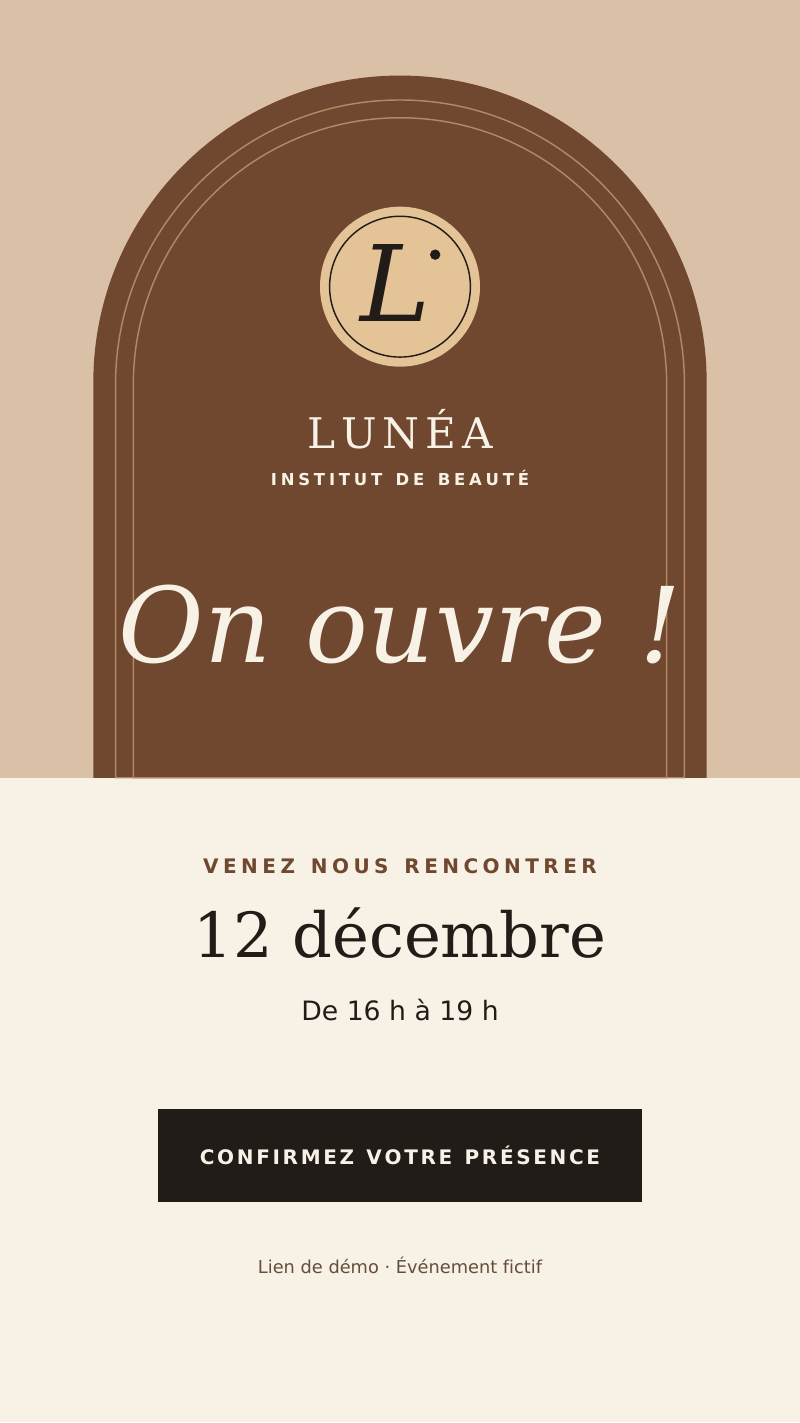 L
LUNÉA
INSTITUT DE BEAUTÉ
On ouvre !
VENEZ NOUS RENCONTRER
12 décembre
De 16 h à 19 h
CONFIRMEZ VOTRE PRÉSENCE
Lien de démo · Événement fictif